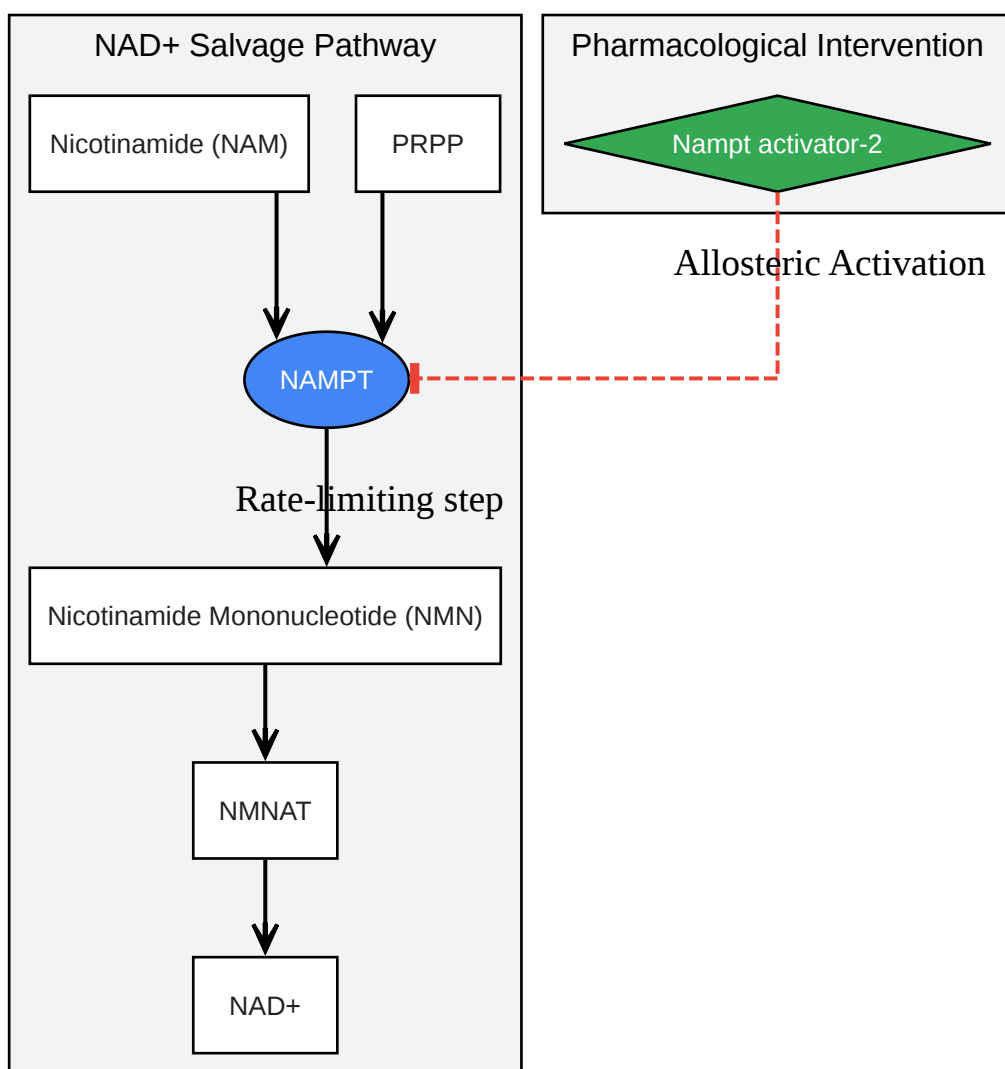 NAD+ Salvage Pathway
Pharmacological Intervention
Nicotinamide (NAM)
PRPP
Nampt activator-2
Allosteric Activation
NAMPT
Rate-limiting step
Nicotinamide Mononucleotide (NMN)
NMNAT
NAD+